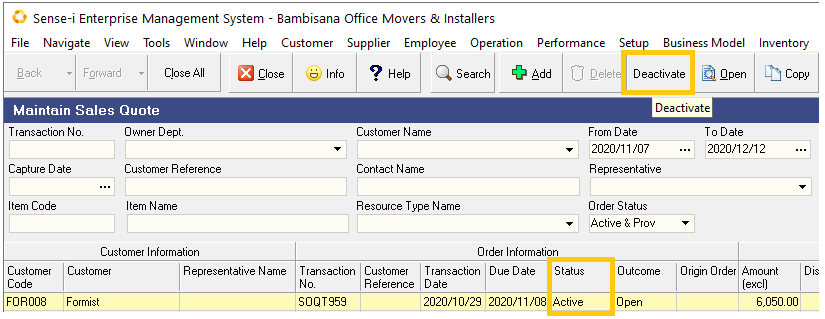 Sense-i Enterprise Management System - Bambisana Office Movers & Installers
File Navigate View Tools Window Help Customer Supplier Employee Operation Performance Setup Business Model Inventory
Back Forward Close All Close Info Help Search Add Delete Deactivate Open Copy
Deactivate
Maintain Sales Quote
Transaction No. Owner Dept. Customer Name From Date To Date
2020/11/07 ... 2020/12/12 ...
Capture Date Customer Reference Contact Name Representative
...
Item Code Item Name Resource Type Name Order Status
Active & Prov
Customer Information Order Information
Customer Code Customer Representative Name Transaction No. Customer Reference Transaction Date Due Date Status Outcome Origin Order Amount (excl) Dis
FOR008 Formist SOQT959 2020/10/29 2020/11/08 Active Open 6,050.00